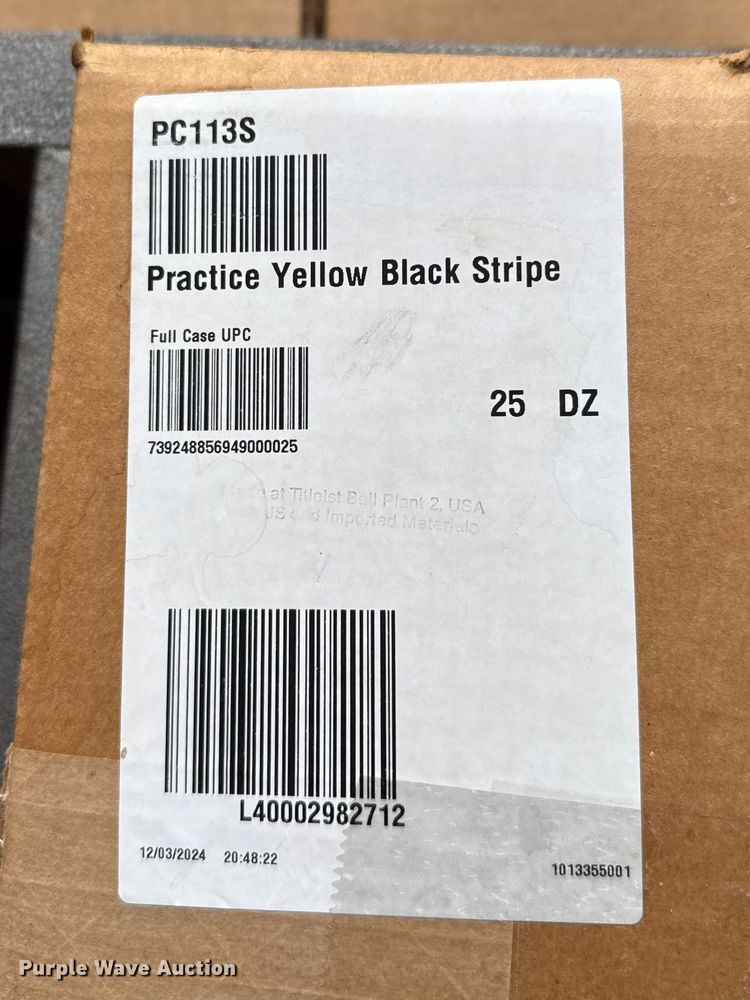 PC113S
Practice Yellow Black Stripe
Full Case UPC
25 DZ
739248856949000025
Made at Titleist Ball Plant 2, USA
with US and Imported Materials
L40002982712
12/03/2024 20:48:22
1013355001
Purple Wave Auction